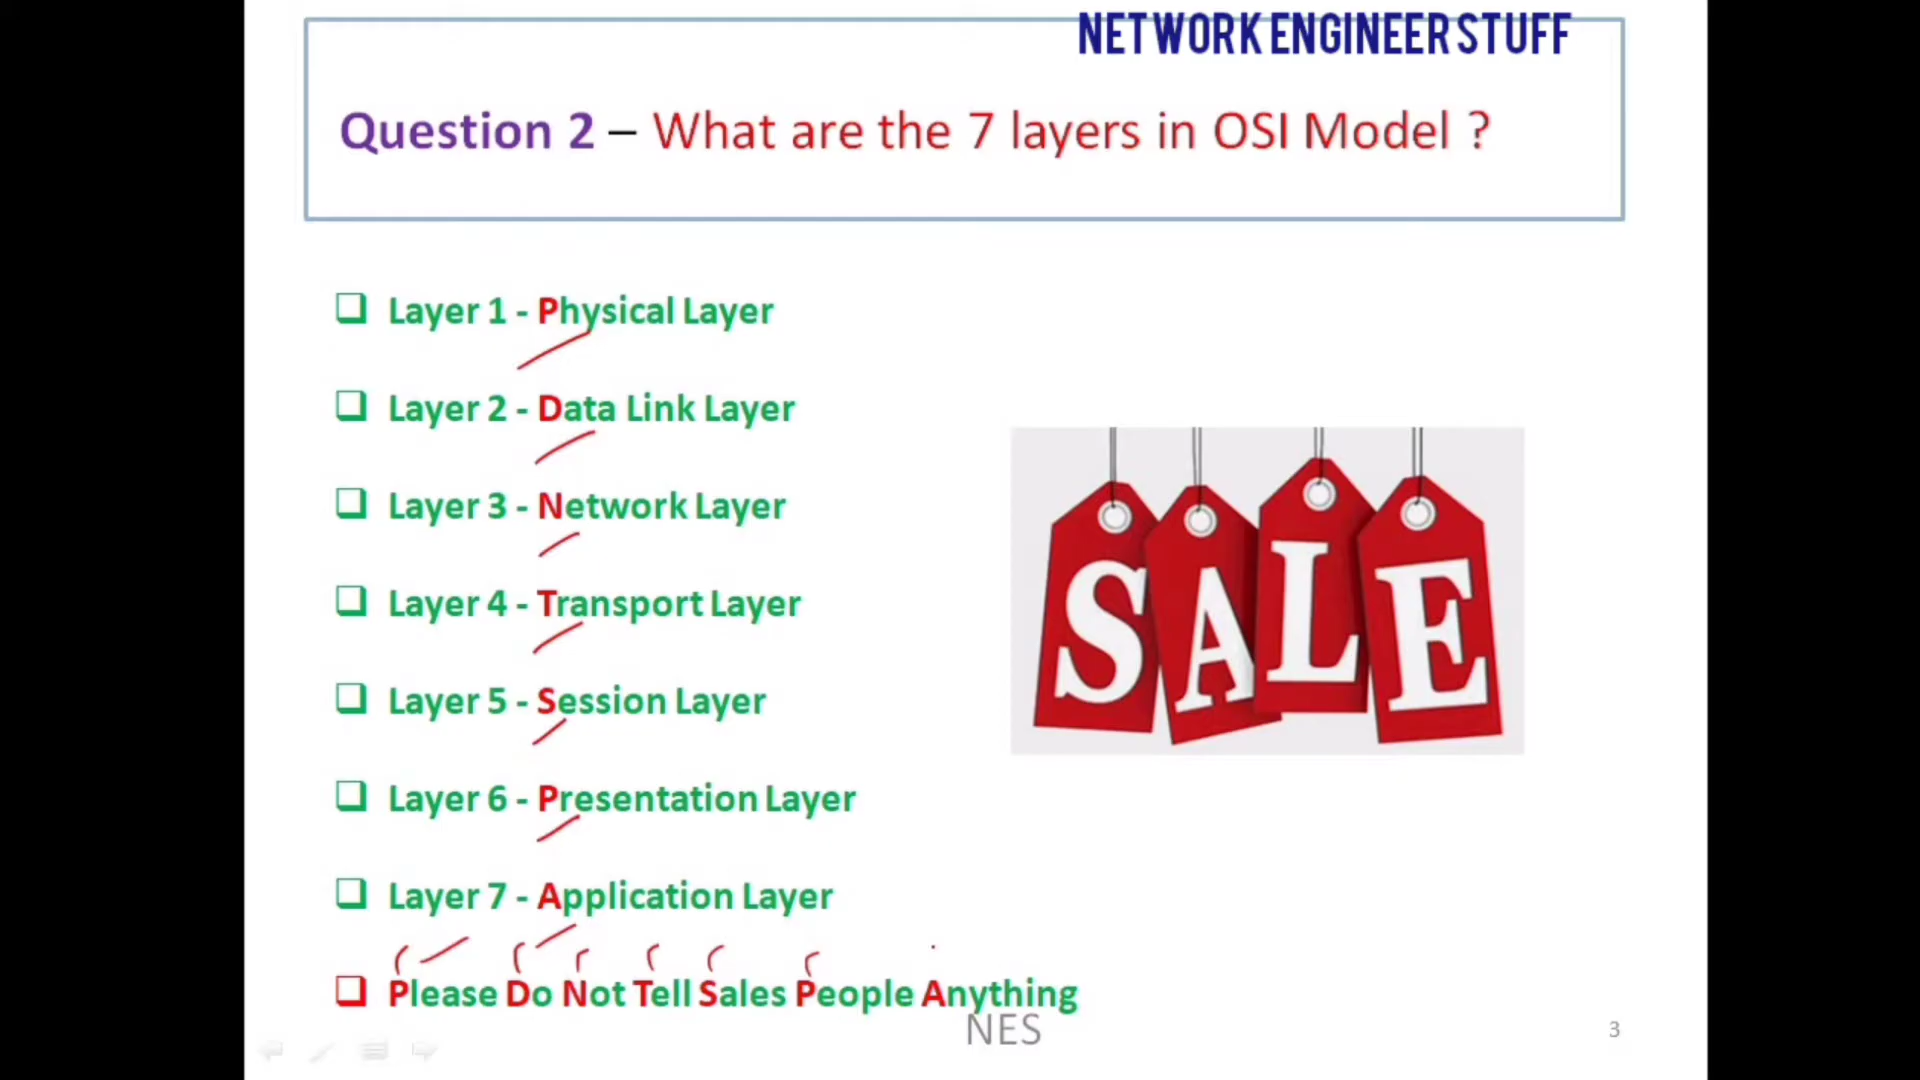 NETWORK ENGINEER STUFF
Question 2 – What are the 7 layers in OSI Model ?
Layer 1 - Physical Layer
Layer 2 - Data Link Layer
Layer 3 - Network Layer
Layer 4 - Transport Layer
Layer 5 - Session Layer
Layer 6 - Presentation Layer
Layer 7 - Application Layer
Please Do Not Tell Sales People Anything
SALE
NES
3